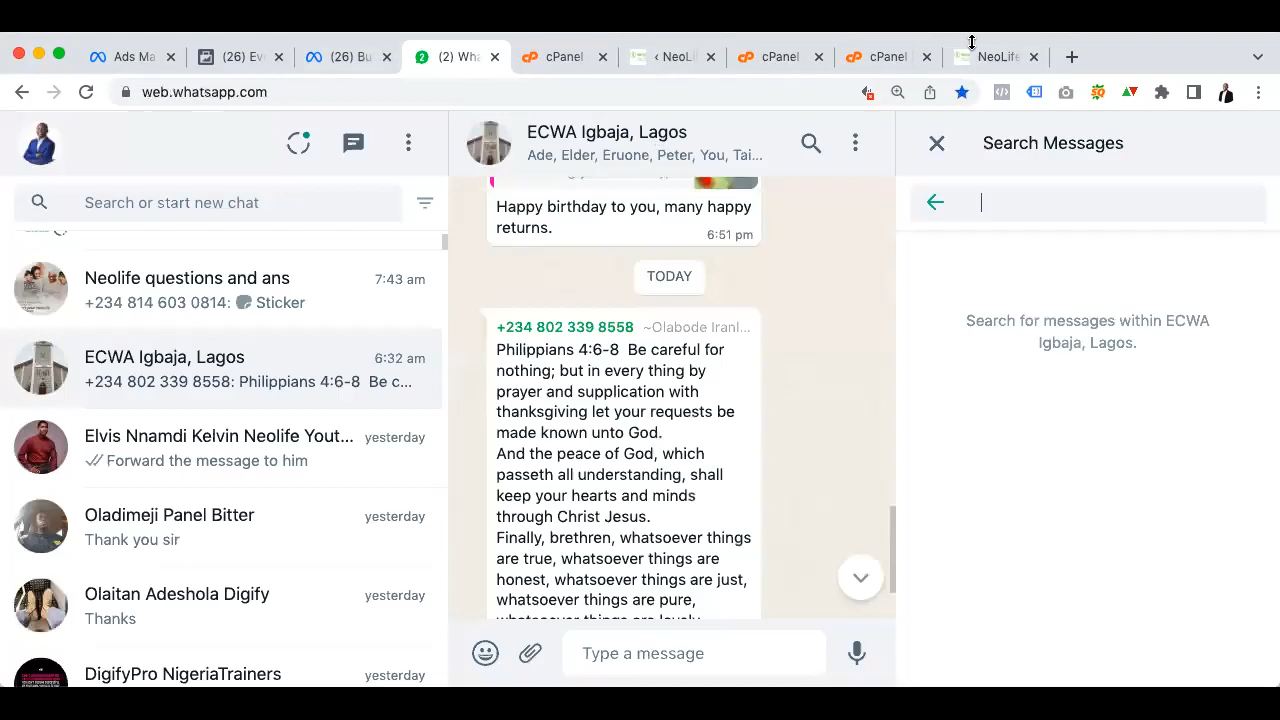 Ads Ma
(26) Ev
(26) Bu
2
(2) Wha
cPanel
‹ NeoLi
cPanel
cPanel
NeoLife
web.whatsapp.com
Search or start new chat
Neolife questions and ans
7:43 am
+234 814 603 0814: Sticker
ECWA Igbaja, Lagos
6:32 am
+234 802 339 8558: Philippians 4:6-8 Be c...
Elvis Nnamdi Kelvin Neolife Yout...
yesterday
Forward the message to him
Oladimeji Panel Bitter
yesterday
Thank you sir
Olaitan Adeshola Digify
yesterday
Thanks
DigifyPro NigeriaTrainers
yesterday
ECWA Igbaja, Lagos
Ade, Elder, Eruone, Peter, You, Tai...
Happy birthday to you, many happy
returns.
6:51 pm
TODAY
+234 802 339 8558 ~Olabode Iranl...
Philippians 4:6-8 Be careful for
nothing; but in every thing by
prayer and supplication with
thanksgiving let your requests be
made known unto God.
And the peace of God, which
passeth all understanding, shall
keep your hearts and minds
through Christ Jesus.
Finally, brethren, whatsoever things
are true, whatsoever things are
honest, whatsoever things are just,
whatsoever things are pure,
whatsoever things are lovely
Type a message
Search Messages
Search for messages within ECWA
Igbaja, Lagos.